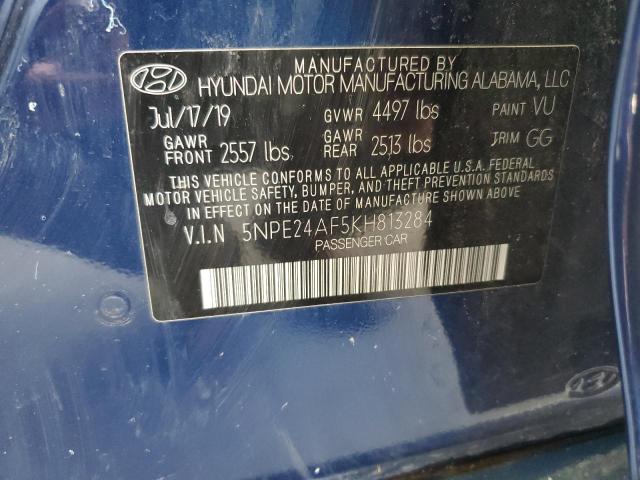 MANUFACTURED BY
HYUNDAI MOTOR MANUFACTURING ALABAMA, LLC
Jul/17/19 GVWR 4497 lbs PAINT VU
GAWR FRONT 2557 lbs GAWR REAR 2513 lbs TRIM GG
THIS VEHICLE CONFORMS TO ALL APPLICABLE U.S.A. FEDERAL
MOTOR VEHICLE SAFETY, BUMPER, AND THEFT PREVENTION STANDARDS
IN EFFECT ON THE DATE OF MANUFACTURE SHOWN ABOVE.
V.I.N 5NPE24AF5KH813284
PASSENGER CAR